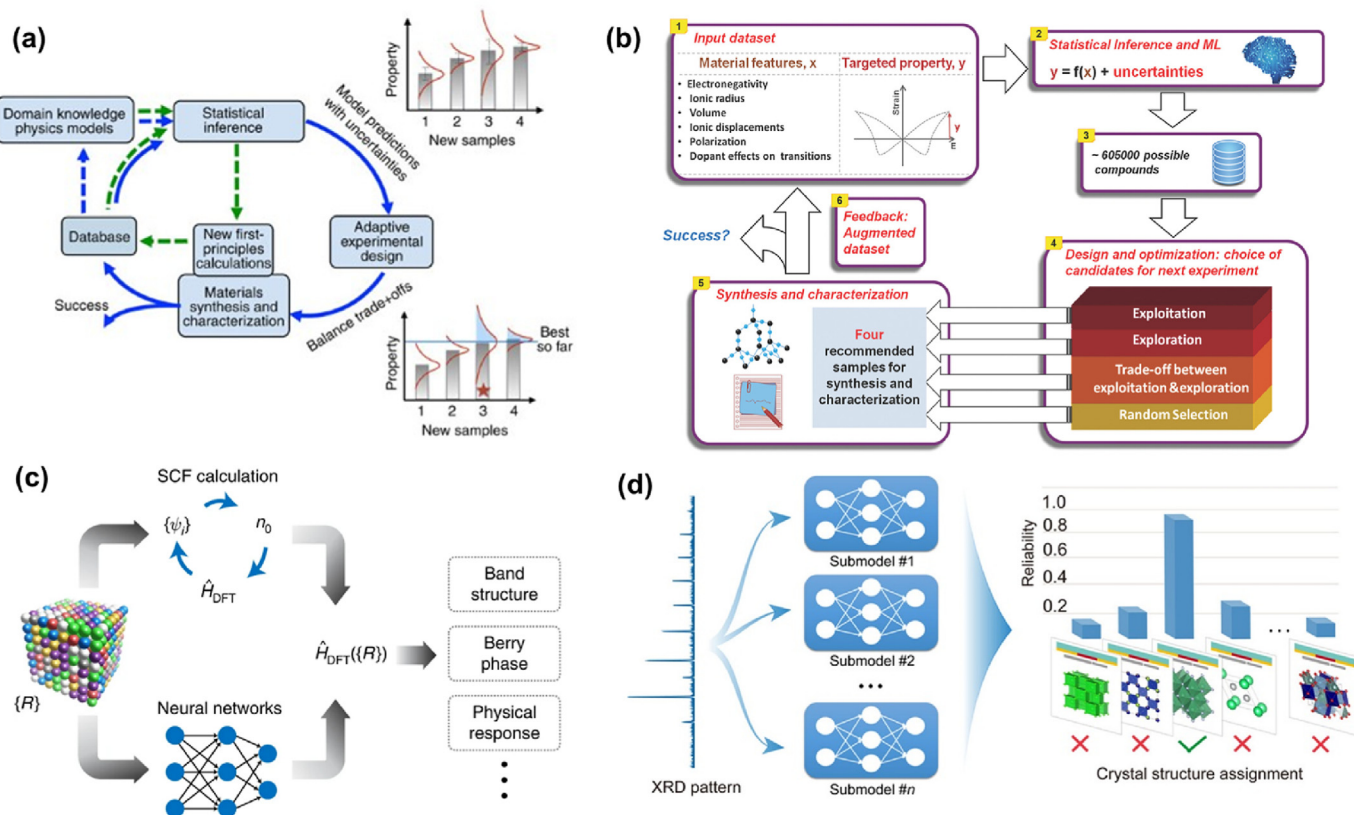 (a)
Property
1 2 3 4
New samples
Domain knowledge
physics models
Statistical
inference
Model predictions
with uncertainties
Database
New first-
principles
calculations
Adaptive
experimental
design
Materials
synthesis and
characterization
Success
Balance trade+offs
Property
Best
so far
1 2 3 4
New samples
(b)
1
Input dataset
Material features, x
Targeted property, y
• Electronegativity
• Ionic radius
• Volume
• Ionic displacements
• Polarization
• Dopant effects on transitions
Strain
y
E
2
Statistical Inference and ML
y = f(x) + uncertainties
3
~ 605000 possible
compounds
4
Design and optimization: choice of
candidates for next experiment
Exploitation
Exploration
Trade-off between
exploitation &exploration
Random Selection
5
Synthesis and characterization
Four
recommended
samples for
synthesis and
characterization
6
Feedback:
Augmented
dataset
Success?
(c)
SCF calculation
{ψi}
n0
ĤDFT
{R}
Neural networks
ĤDFT({R})
Band
structure
Berry
phase
Physical
response
(d)
XRD pattern
Submodel #1
Submodel #2
Submodel #n
Reliability
1.0
0.8
0.6
0.4
0.2
Crystal structure assignment